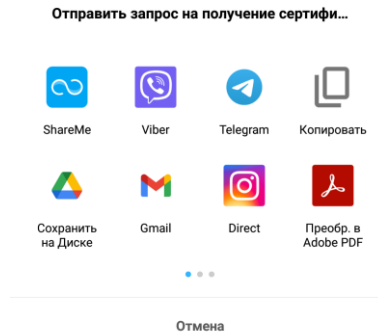 Отправить запрос на получение сертифи...
ShareMe
Viber
Telegram
Копировать
Сохранить
на Диске
Gmail
Direct
Преобр. в
Adobe PDF
Отмена